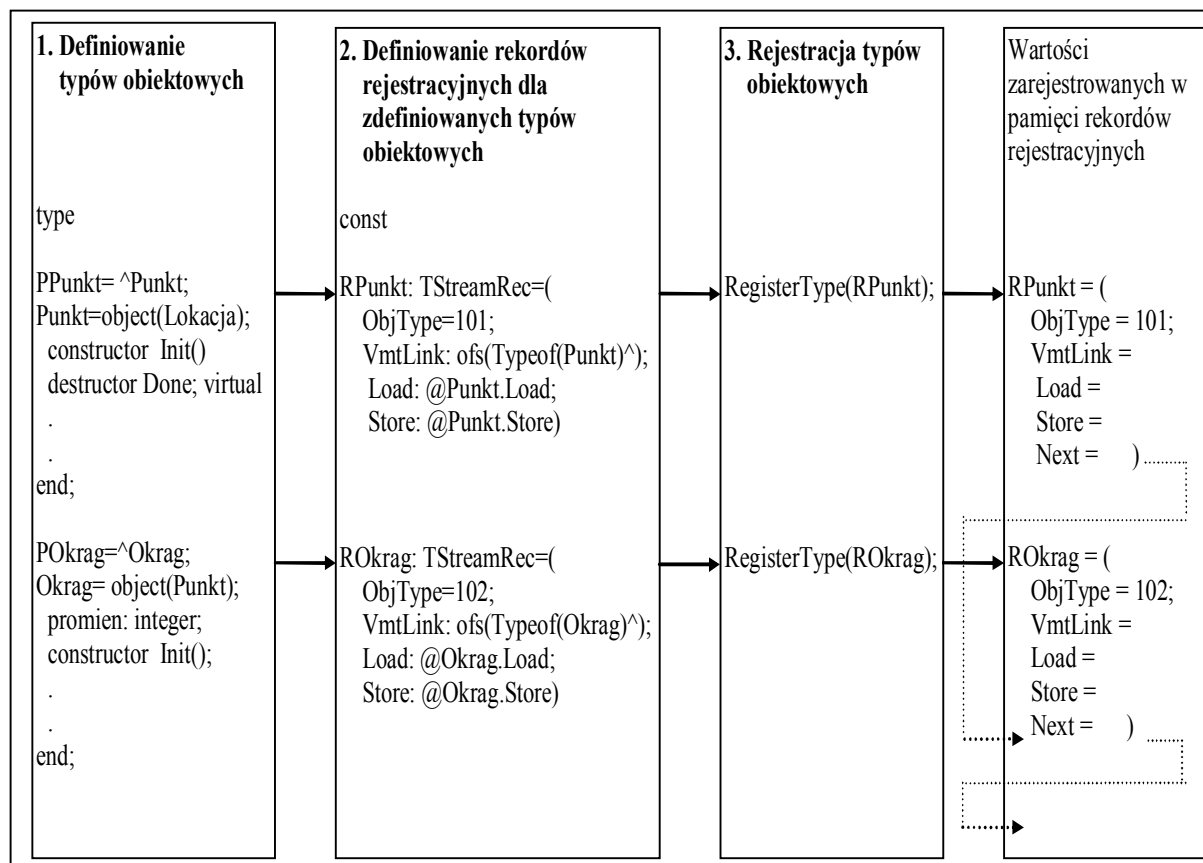 1. Definiowanie
typów obiektowych
type
PPunkt= ^Punkt;
Punkt=object(Lokacja);
constructor Init()
destructor Done; virtual
.
.
end;
POkrag=^Okrag;
Okrag= object(Punkt);
promien: integer;
constructor Init();
.
.
end;
2. Definiowanie rekordów
rejestracyjnych dla
zdefiniowanych typów
obiektowych
const
RPunkt: TStreamRec=(
ObjType=101;
VmtLink: ofs(Typeof(Punkt)^);
Load: @Punkt.Load;
Store: @Punkt.Store)
ROkrag: TStreamRec=(
ObjType=102;
VmtLink: ofs(Typeof(Okrag)^);
Load: @Okrag.Load;
Store: @Okrag.Store)
3. Rejestracja typów
obiektowych
RegisterType(RPunkt);
RegisterType(ROkrag);
Wartości
zarejestrowanych w
pamięci rekordów
rejestracyjnych
RPunkt = (
ObjType = 101;
VmtLink =
Load =
Store =
Next = )
ROkrag = (
ObjType = 102;
VmtLink =
Load =
Store =
Next = )